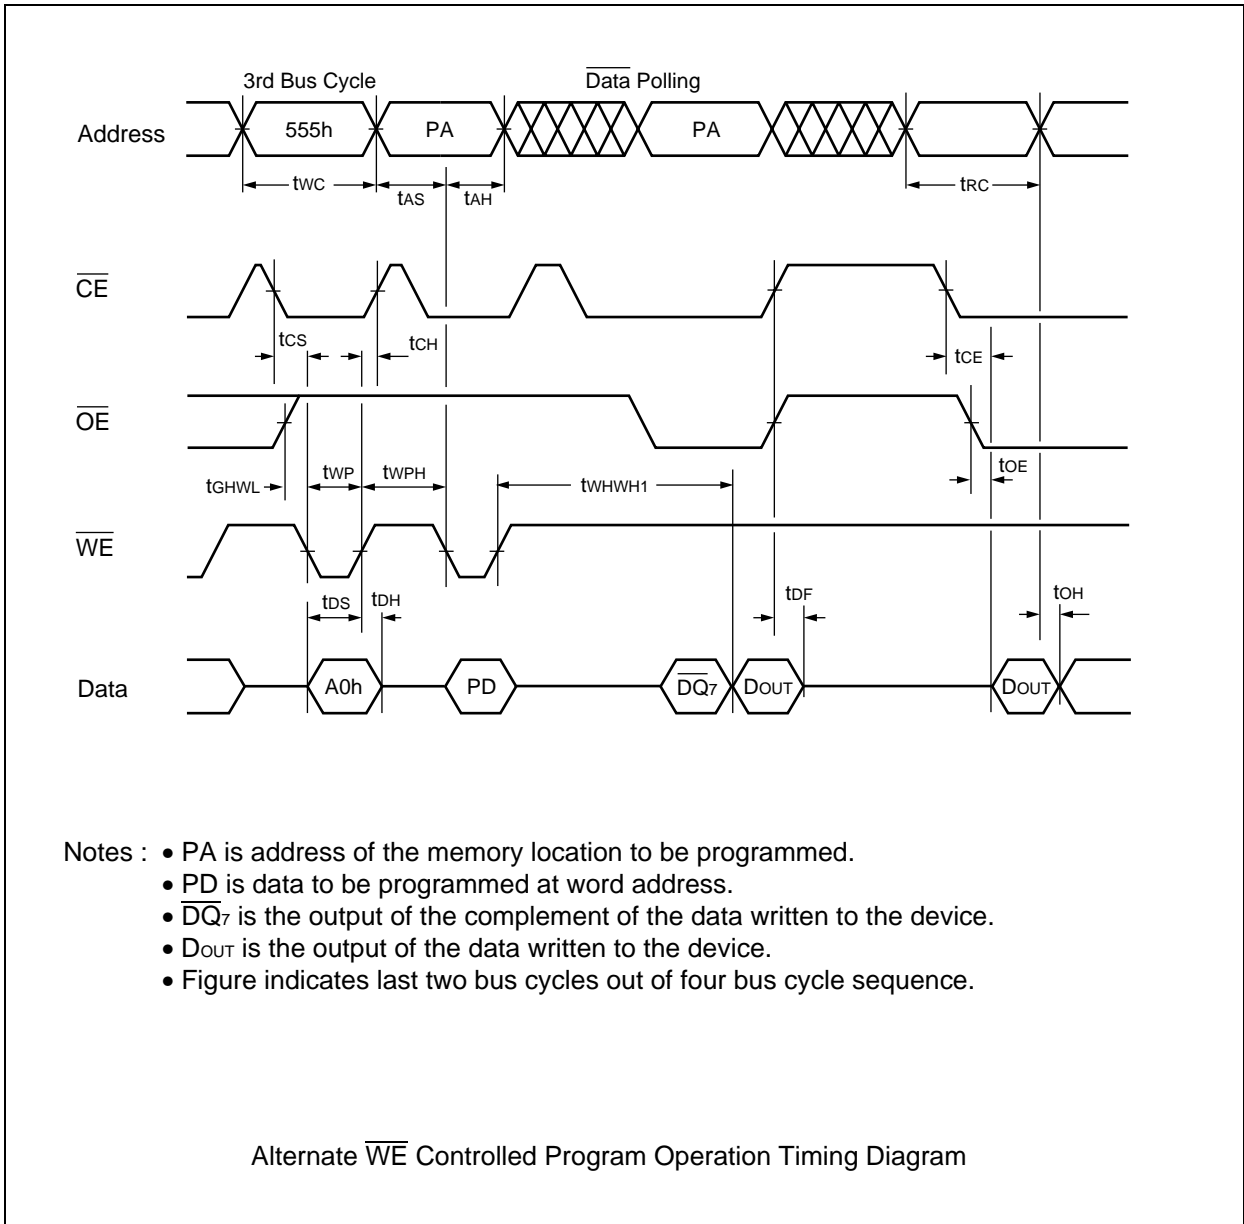 3rd Bus Cycle
Data Polling
Address
555h
PA
PA
tWC
tAS
tAH
tRC
CE
tCS
tCH
tCE
OE
tGHWL
tWP
tWPH
tWHWH1
tOE
WE
tDS
tDH
tDF
tOH
Data
A0h
PD
DQ7
DOUT
DOUT
Notes : • PA is address of the memory location to be programmed.
• PD is data to be programmed at word address.
• DQ7 is the output of the complement of the data written to the device.
• DOUT is the output of the data written to the device.
• Figure indicates last two bus cycles out of four bus cycle sequence.
Alternate WE Controlled Program Operation Timing Diagram